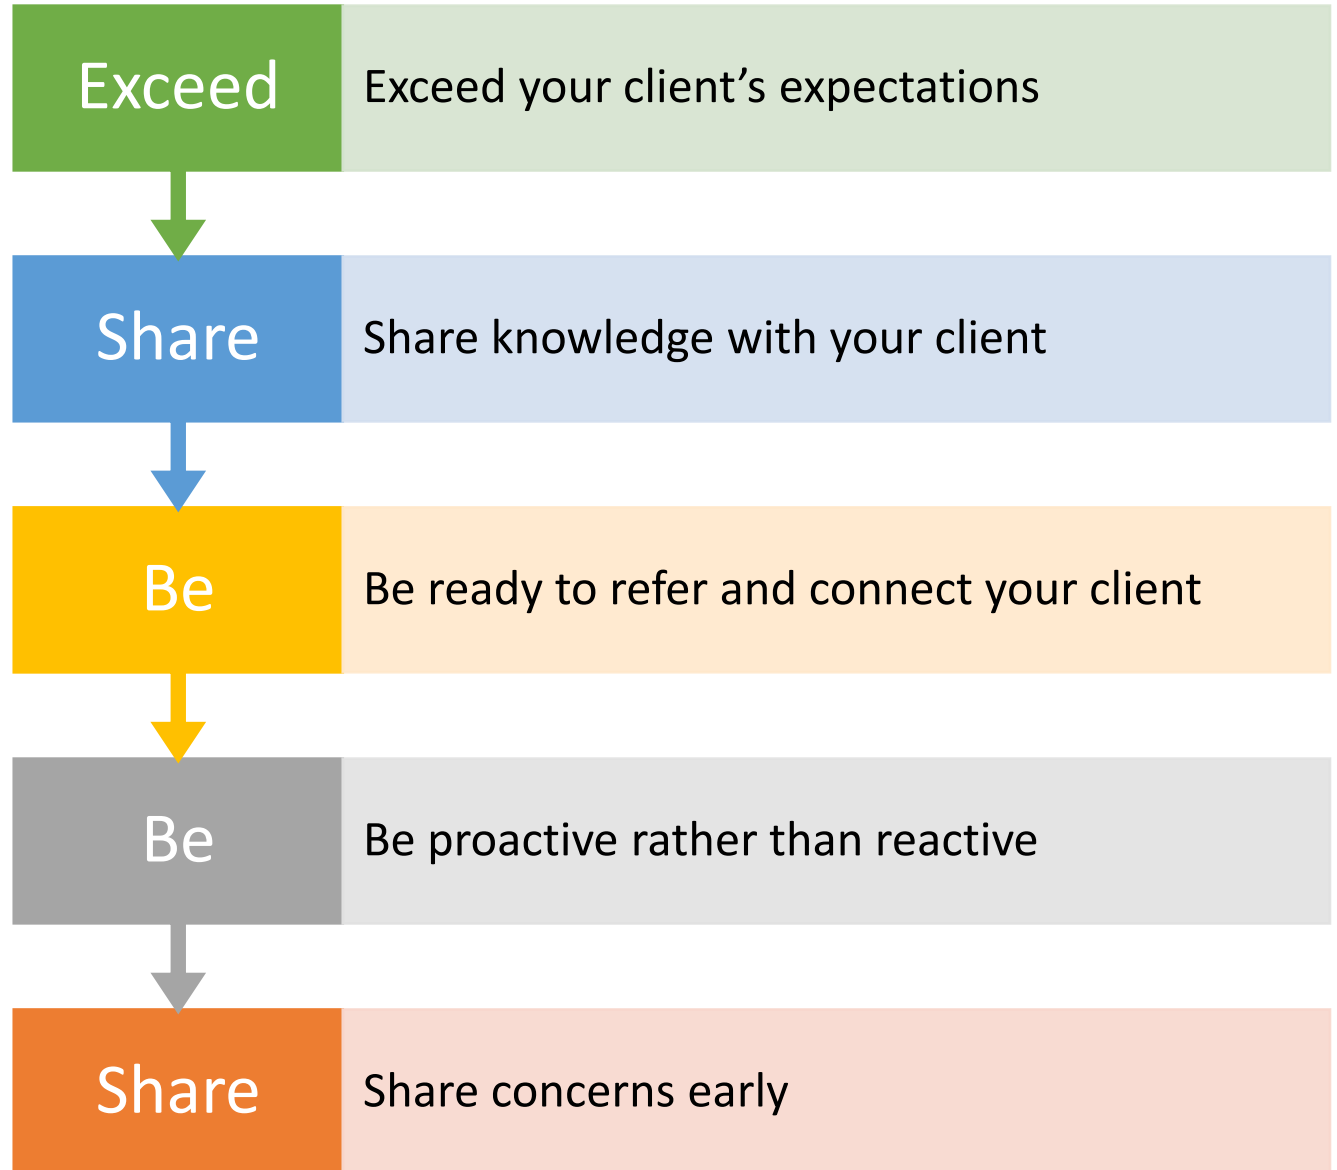 Exceed
Exceed your client’s expectations
Share
Share knowledge with your client
Be
Be ready to refer and connect your client
Be
Be proactive rather than reactive
Share
Share concerns early